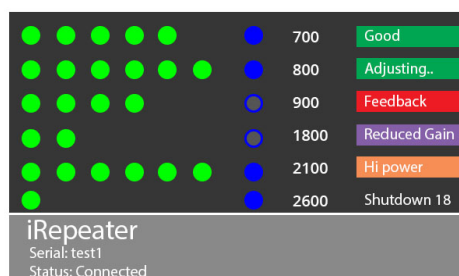 700 Good
800 Adjusting..
900 Feedback
1800 Reduced Gain
2100 Hi power
2600 Shutdown 18
iRepeater
Serial: test1
Status: Connected